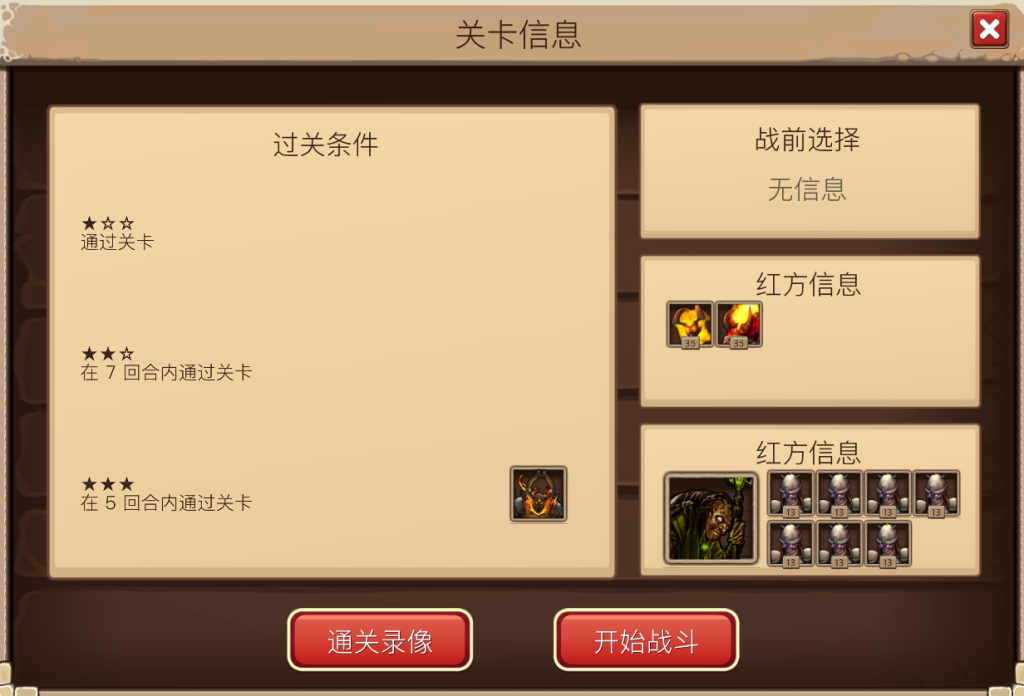 关卡信息
过关条件
★☆☆
通过关卡
★★☆
在 7 回合内通过关卡
★★★
在 5 回合内通过关卡
战前选择
无信息
红方信息
35 35
红方信息
13 13 13 13
13 13 13
通关录像
开始战斗